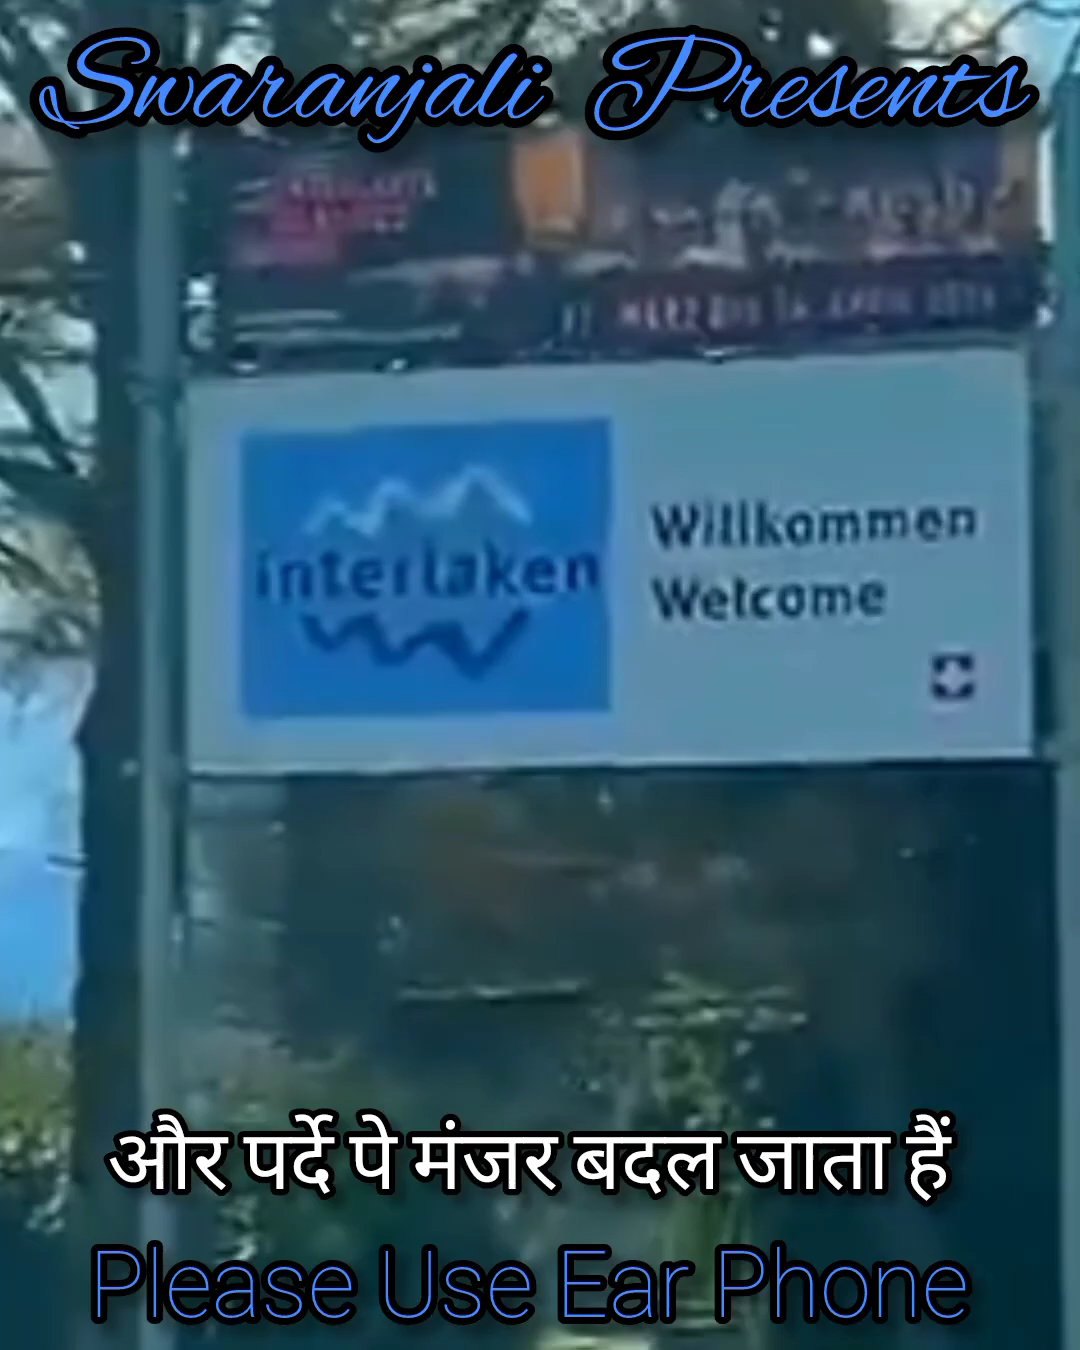 Swaranjali Presents
interlaken
Willkommen
Welcome
और पर्दे पे मंजर बदल जाता हैं
Please Use Ear Phone